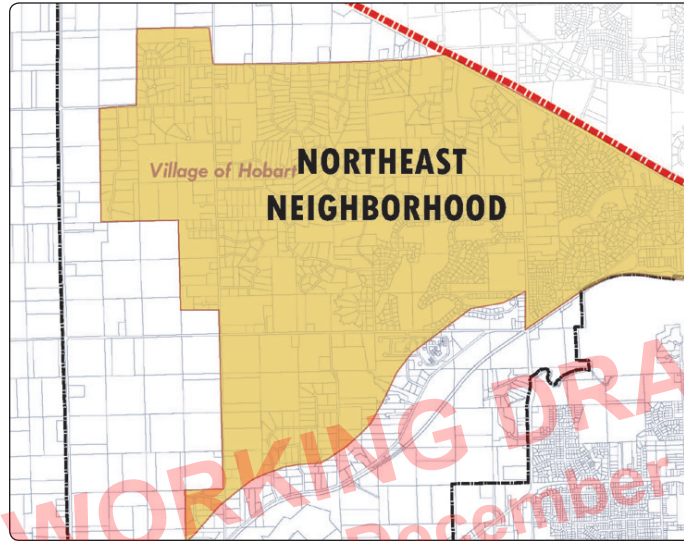 Village of Hobart
NORTHEAST
NEIGHBORHOOD
WORKING DRA
December